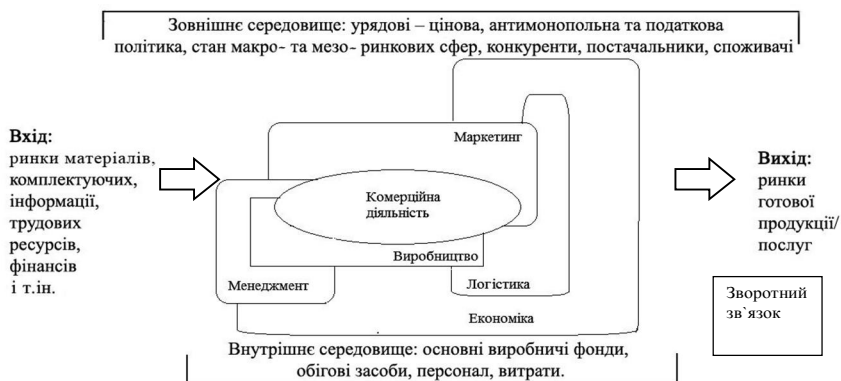 Зовнішнє середовище: урядові – цінова, антимонопольна та податкова
політика, стан макро- та мезо- ринкових сфер, конкуренти, постачальники, споживачі
Вхід:
ринки матеріалів,
комплектуючих,
інформації,
трудових
ресурсів,
фінансів
і т.ін.
Маркетинг
Комерційна
діяльність
Виробництво
Менеджмент
Логістика
Економіка
Вихід:
ринки
готової
продукції/
послуг
Зворотний
зв`язок
Внутрішнє середовище: основні виробничі фонди,
обігові засоби, персонал, витрати.